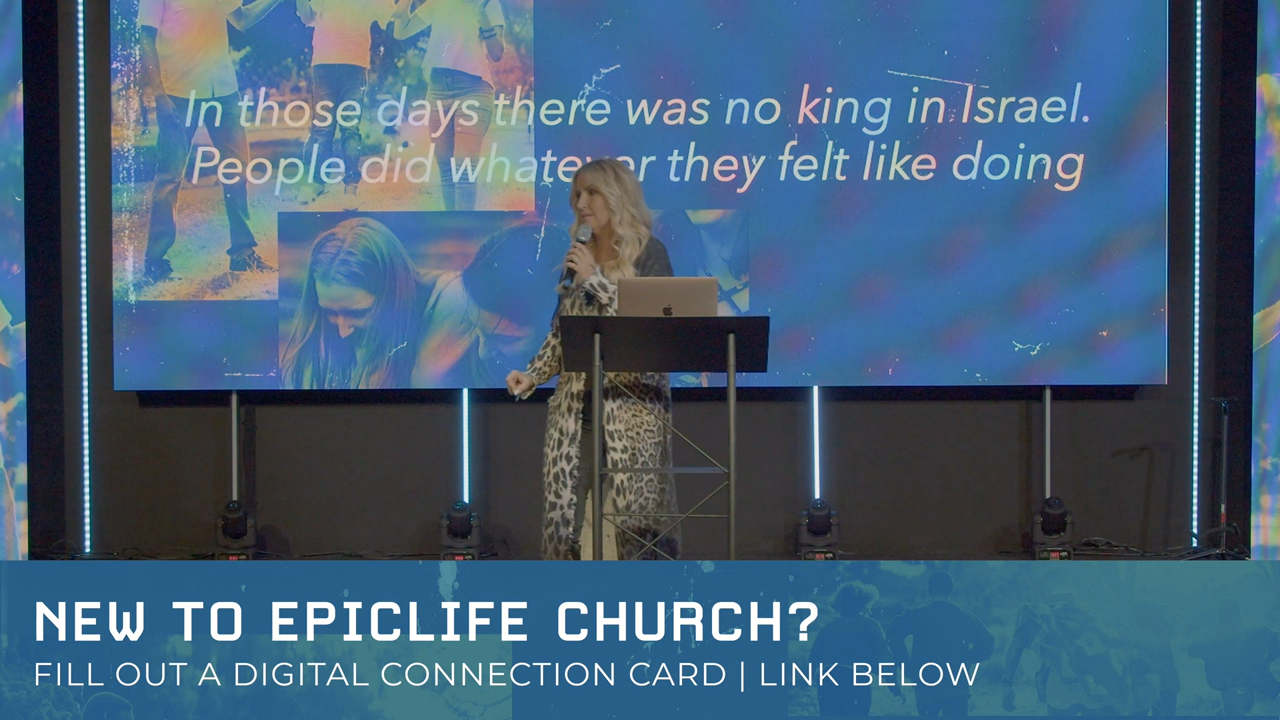 In those days there was no king in Israel.
People did whatever they felt like doing
NEW TO EPICLIFE CHURCH?
FILL OUT A DIGITAL CONNECTION CARD | LINK BELOW